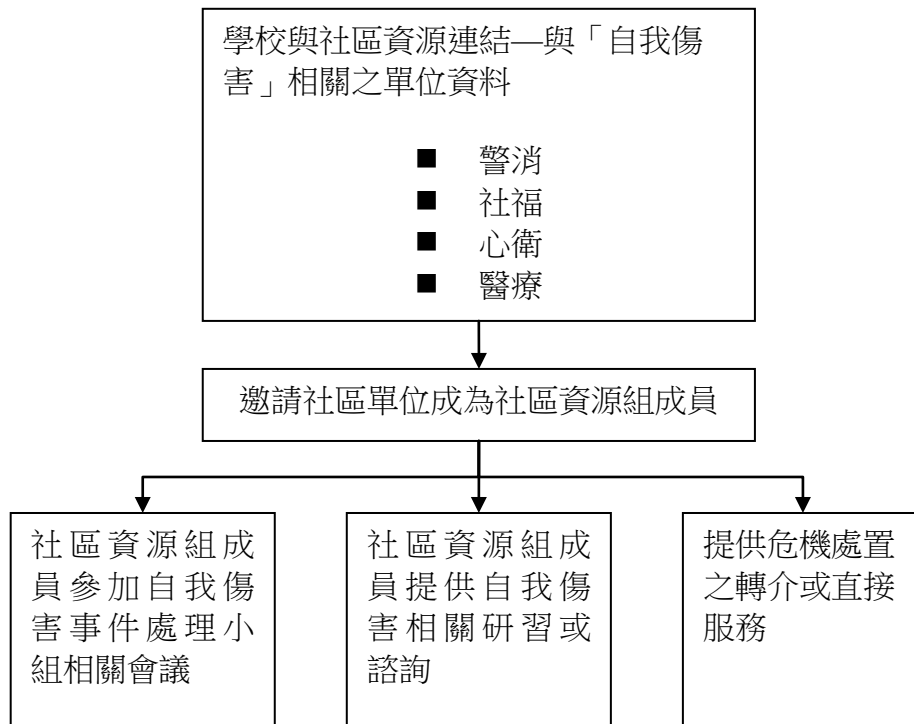 學校與社區資源連結—與「自我傷
害」相關之單位資料
■ 警消
■ 社福
■ 心衛
■ 醫療
邀請社區單位成為社區資源組成員
社區資源組成
員參加自我傷
害事件處理小
組相關會議
社區資源組成
員提供自我傷
害相關研習或
諮詢
提供危機處置
之轉介或直接
服務